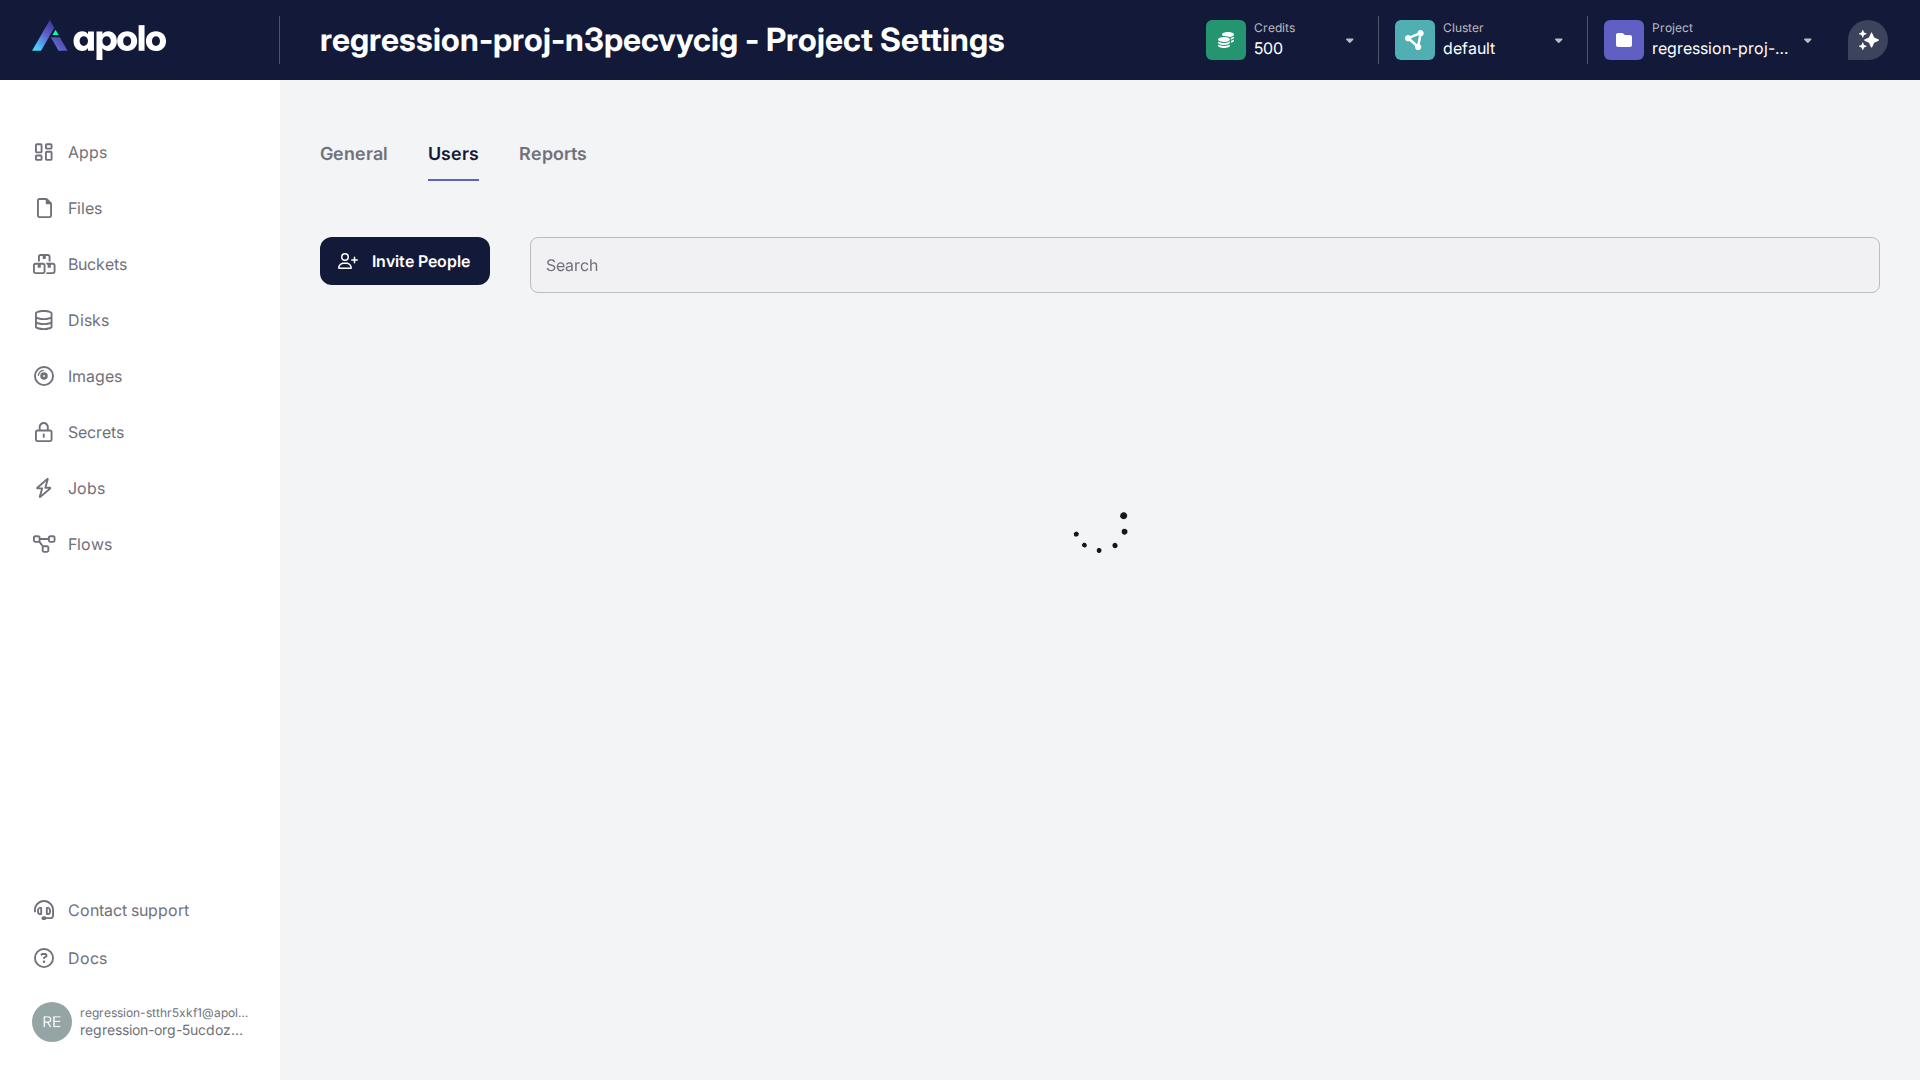 apolo
regression-proj-n3pecvycig - Project Settings
Credits
500
Cluster
default
Project
regression-proj-...
Apps
Files
Buckets
Disks
Images
Secrets
Jobs
Flows
General
Users
Reports
Invite People
Search
Contact support
Docs
RE
regression-stthr5xkf1@apol...
regression-org-5ucdoz...